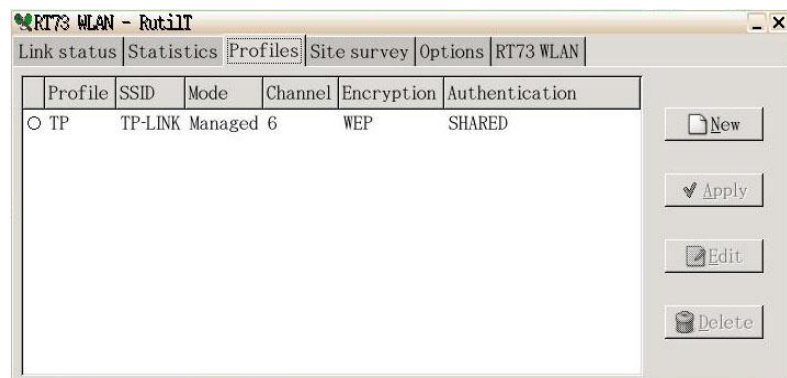 RT73 WLAN - RutilT
Link status Statistics Profiles Site survey Options RT73 WLAN
Profile SSID Mode Channel Encryption Authentication
TP TP-LINK Managed 6 WEP SHARED
New
Apply
Edit
Delete